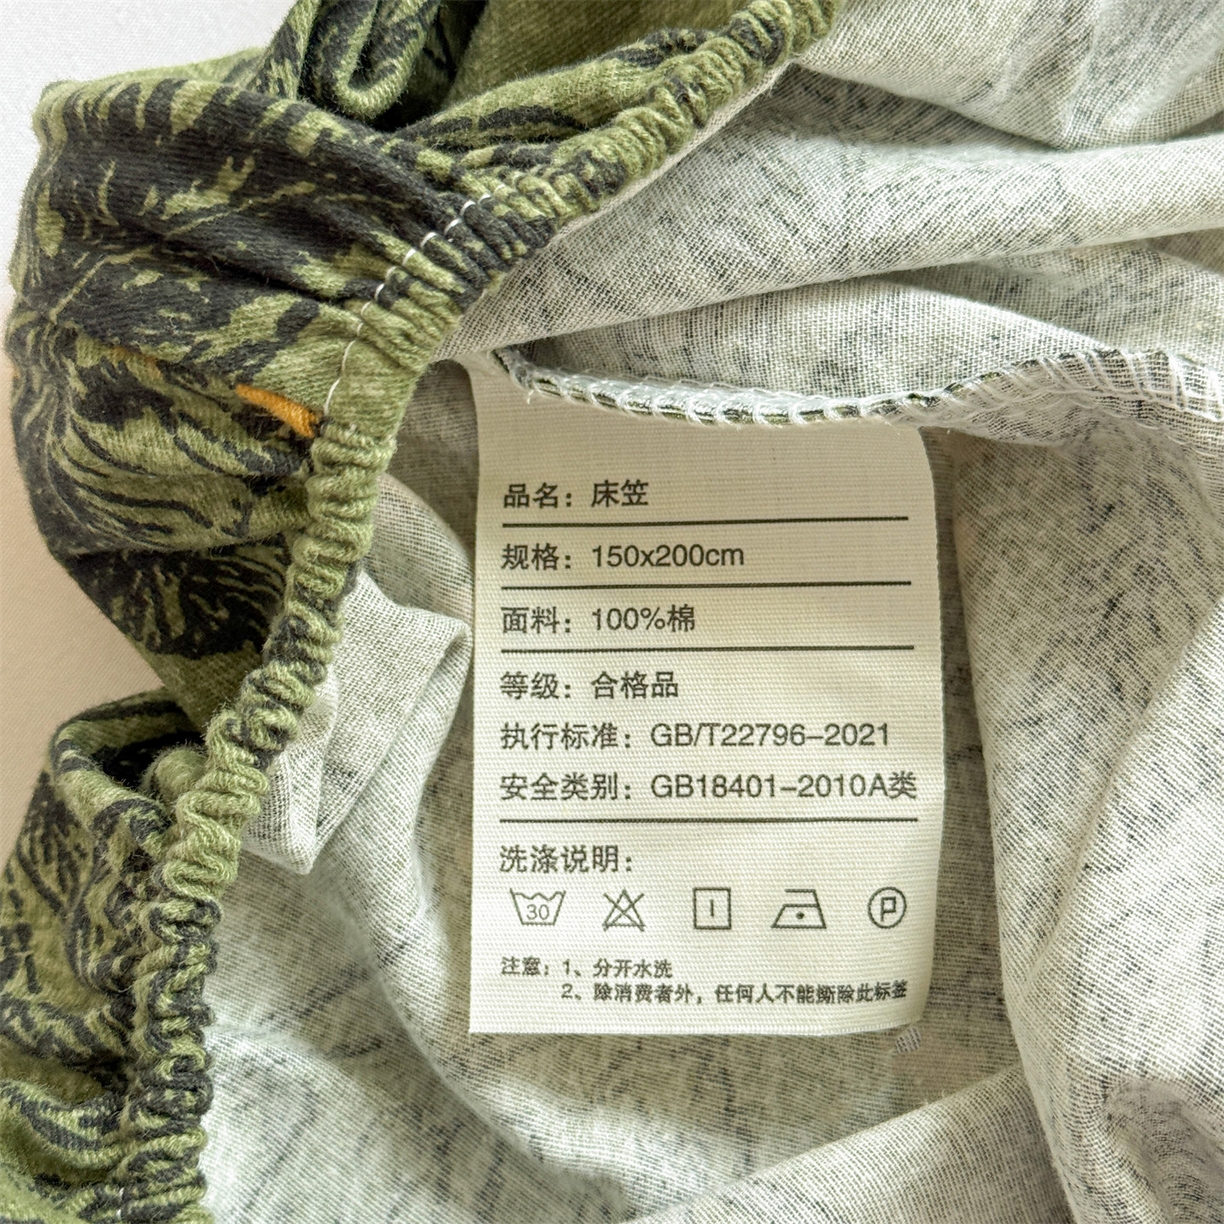 品名：床笠
规格：150x200cm
面料：100%棉
等级：合格品
执行标准：GB/T22796-2021
安全类别：GB18401-2010A类
洗涤说明：
30 P
注意：1、分开水洗
2、除消费者外，任何人不能撕除此标签